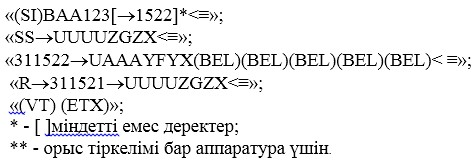 «(SI)BAA123[→1522]*<≡»;
«SS→UUUUZGZX<≡»;
«311522→UAAAYFYX(BEL)(BEL)(BEL)(BEL)(BEL)< ≡»;
«R→311521→UUUUZGZX<≡»;
«(VT) (ETX)»;
* - [ ]міндетті емес деректер;
** - орыс тіркелімі бар аппаратура үшін.